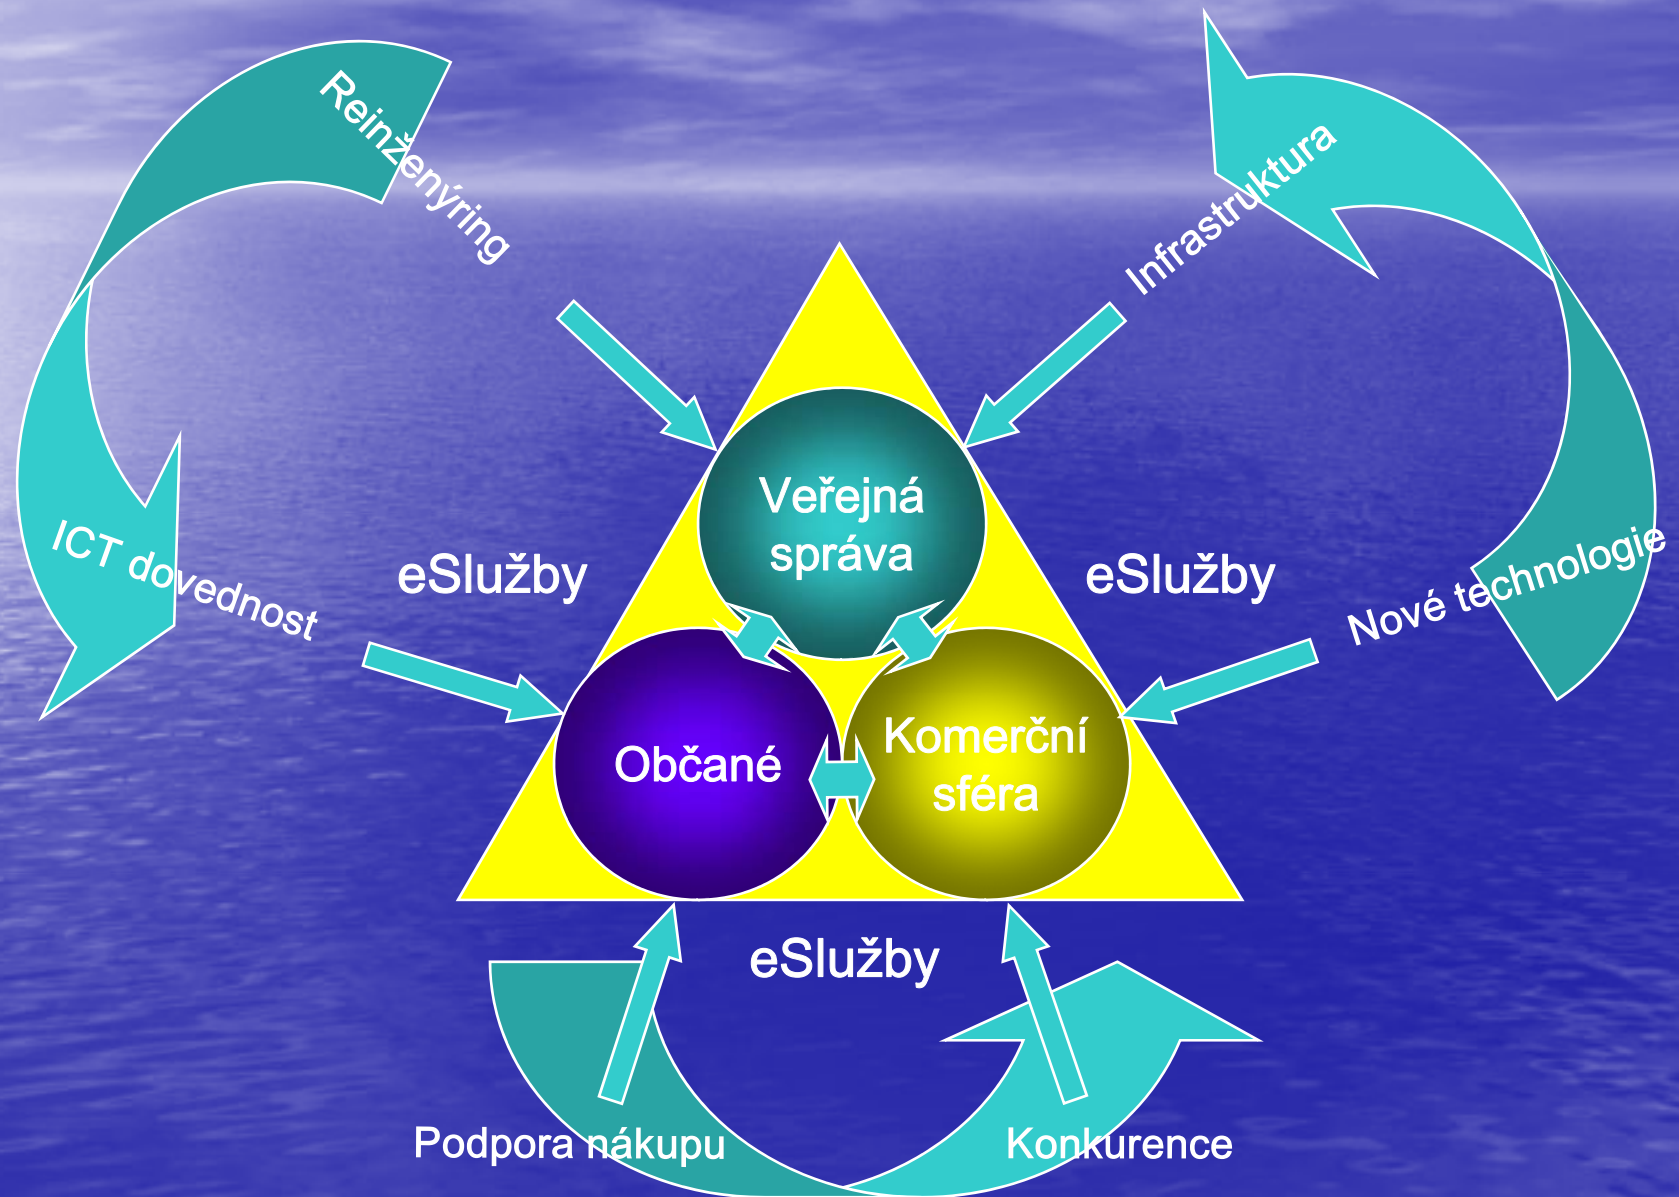 Reinženýring
Infrastruktura
Veřejná
správa
ICT dovednost
eSlužby
eSlužby
Nové technologie
Občané
Komerční
sféra
eSlužby
Podpora nákupu
Konkurence